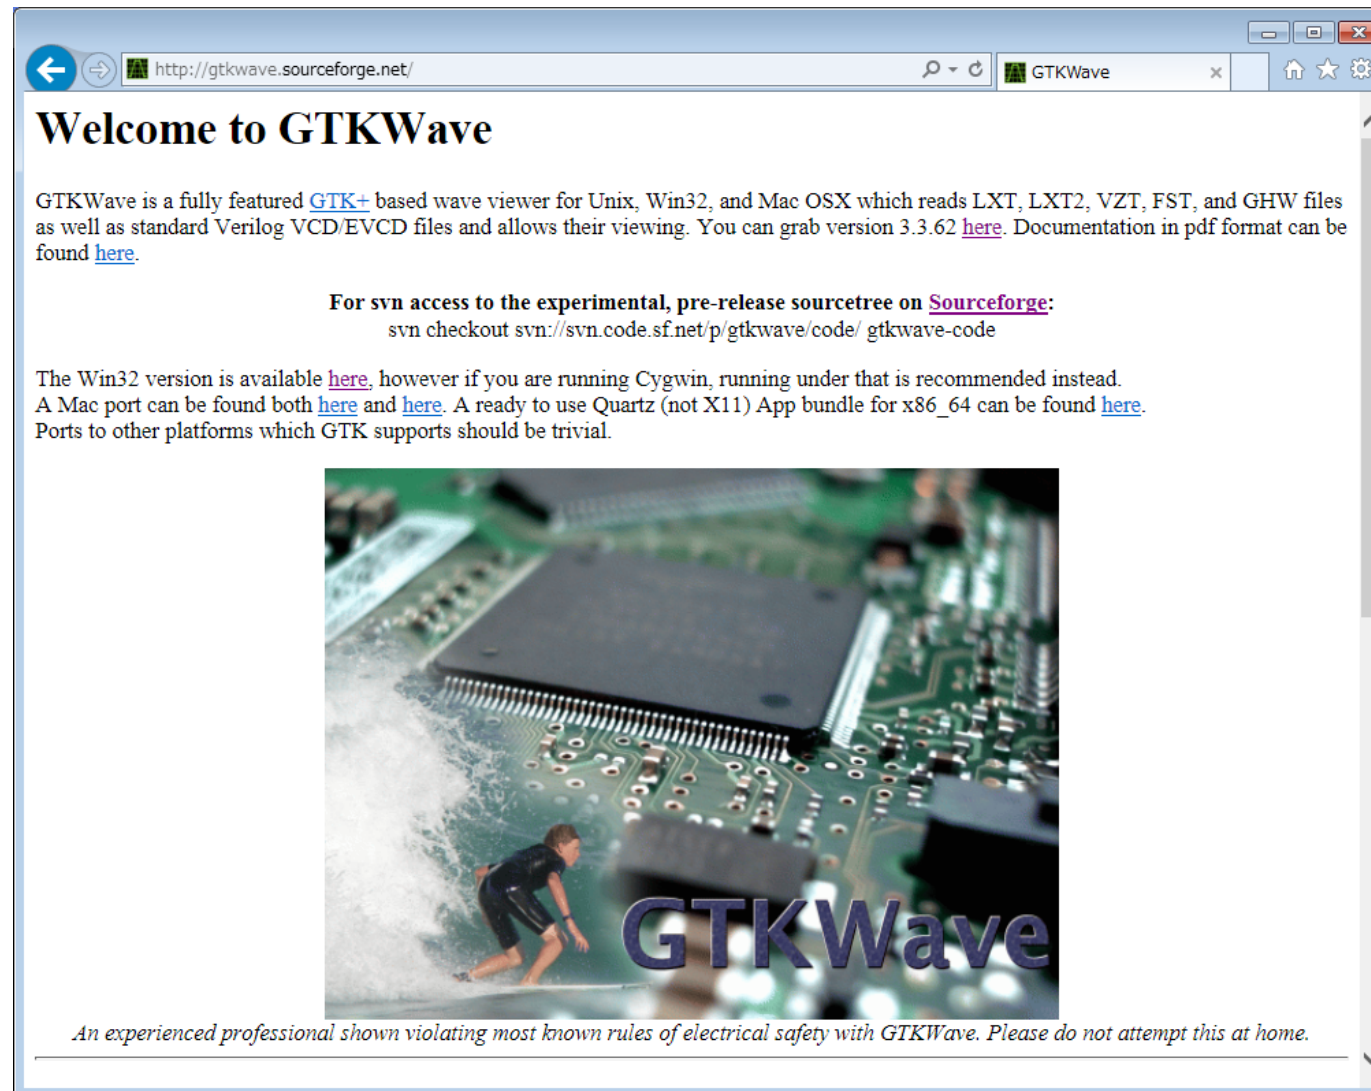 http://gtkwave.sourceforge.net/
GTKWave
Welcome to GTKWave
GTKWave is a fully featured GTK+ based wave viewer for Unix, Win32, and Mac OSX which reads LXT, LXT2, VZT, FST, and GHW files
as well as standard Verilog VCD/EVCD files and allows their viewing. You can grab version 3.3.62 here. Documentation in pdf format can be
found here.
For svn access to the experimental, pre-release sourcetree on Sourceforge:
svn checkout svn://svn.code.sf.net/p/gtkwave/code/ gtkwave-code
The Win32 version is available here, however if you are running Cygwin, running under that is recommended instead.
A Mac port can be found both here and here. A ready to use Quartz (not X11) App bundle for x86_64 can be found here.
Ports to other platforms which GTK supports should be trivial.
GTKWave
An experienced professional shown violating most known rules of electrical safety with GTKWave. Please do not attempt this at home.